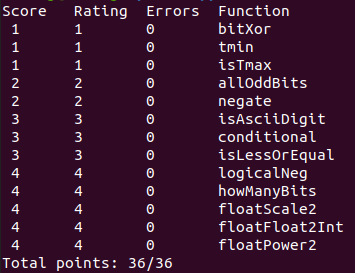 Score Rating Errors Function
1 1 0 bitXor
1 1 0 tmin
1 1 0 isTmax
2 2 0 allOddBits
2 2 0 negate
3 3 0 isAsciiDigit
3 3 0 conditional
3 3 0 isLessOrEqual
4 4 0 logicalNeg
4 4 0 howManyBits
4 4 0 floatScale2
4 4 0 floatFloat2Int
4 4 0 floatPower2
Total points: 36/36